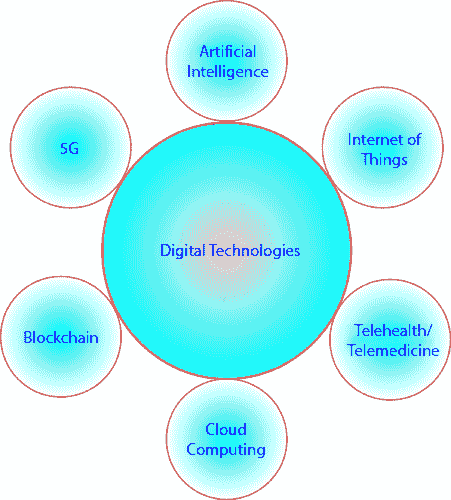 Artificial
Intelligence
5G
Internet of
Things
Digital Technologies
Blockchain
Telehealth/
Telemedicine
Cloud
Computing